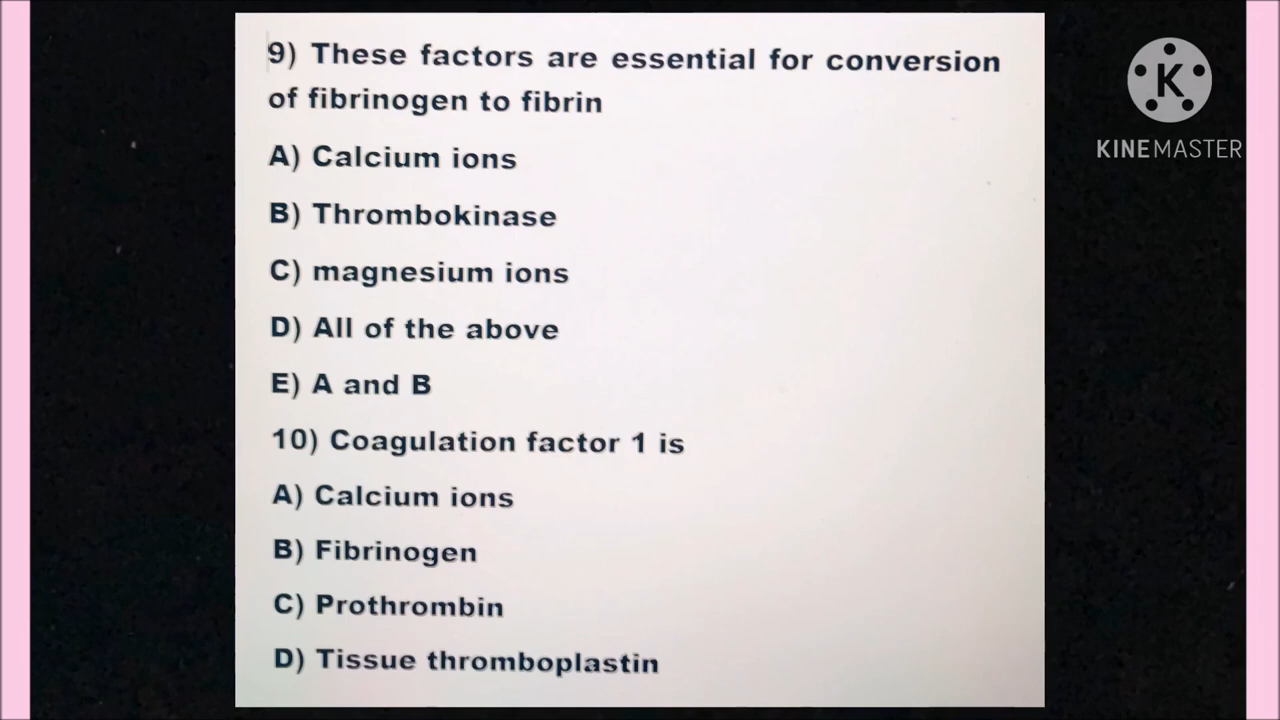 9) These factors are essential for conversion
of fibrinogen to fibrin
A) Calcium ions
B) Thrombokinase
C) magnesium ions
D) All of the above
E) A and B
10) Coagulation factor 1 is
A) Calcium ions
B) Fibrinogen
C) Prothrombin
D) Tissue thromboplastin
K
KINEMASTER